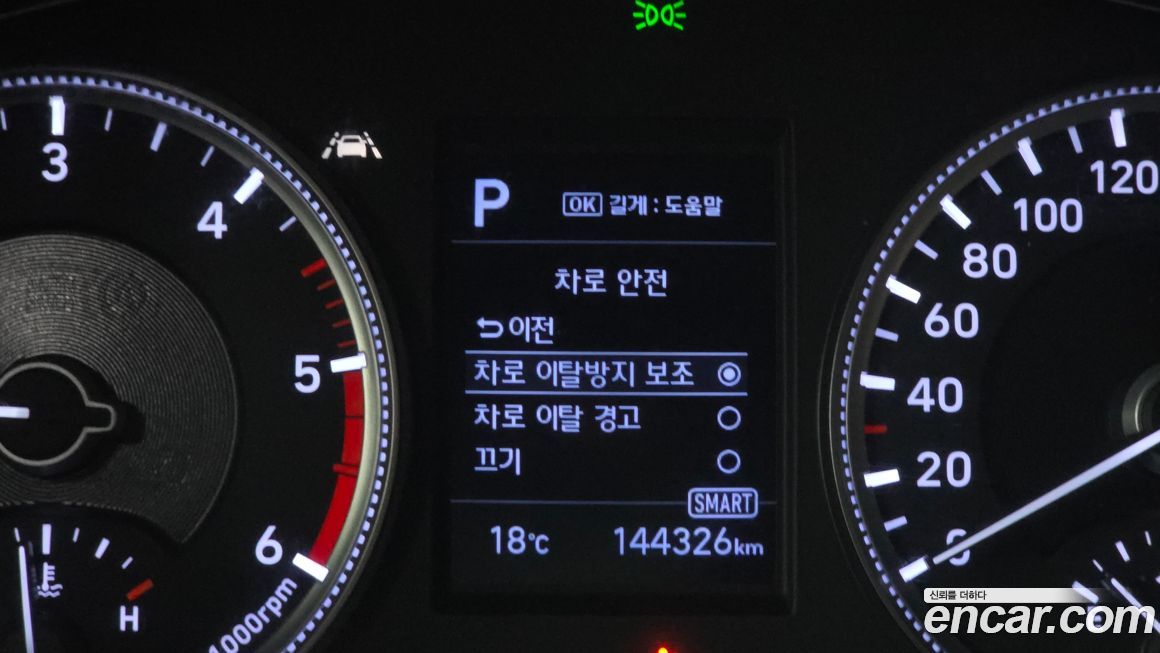 3
4
5
6
1000rpm
H
P
OK 길게 : 도움말
차로 안전
이전
차로 이탈방지 보조
차로 이탈 경고
끄기
SMART
18°C 144326km
120
100
80
60
40
20
0
신뢰를 더하다
encar.com